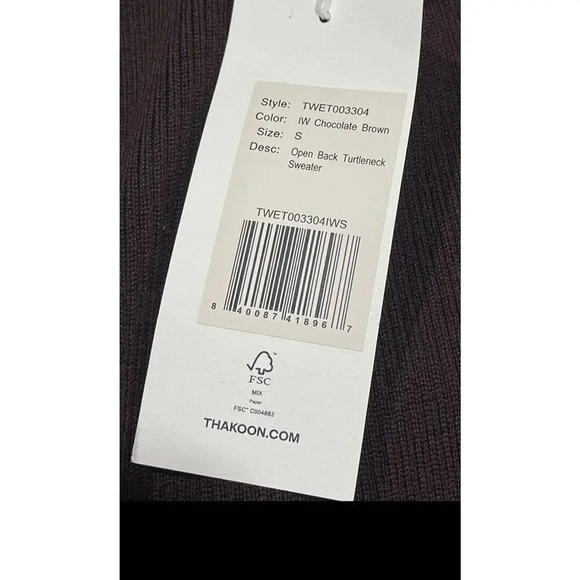 Style: TWET003304
Color: IW Chocolate Brown
Size: S
Desc: Open Back Turtleneck
Sweater
TWET003304IWS
8 40087 41896 7
FSC™
MIX
Paper
FSC™ C004883
THAKOON.COM